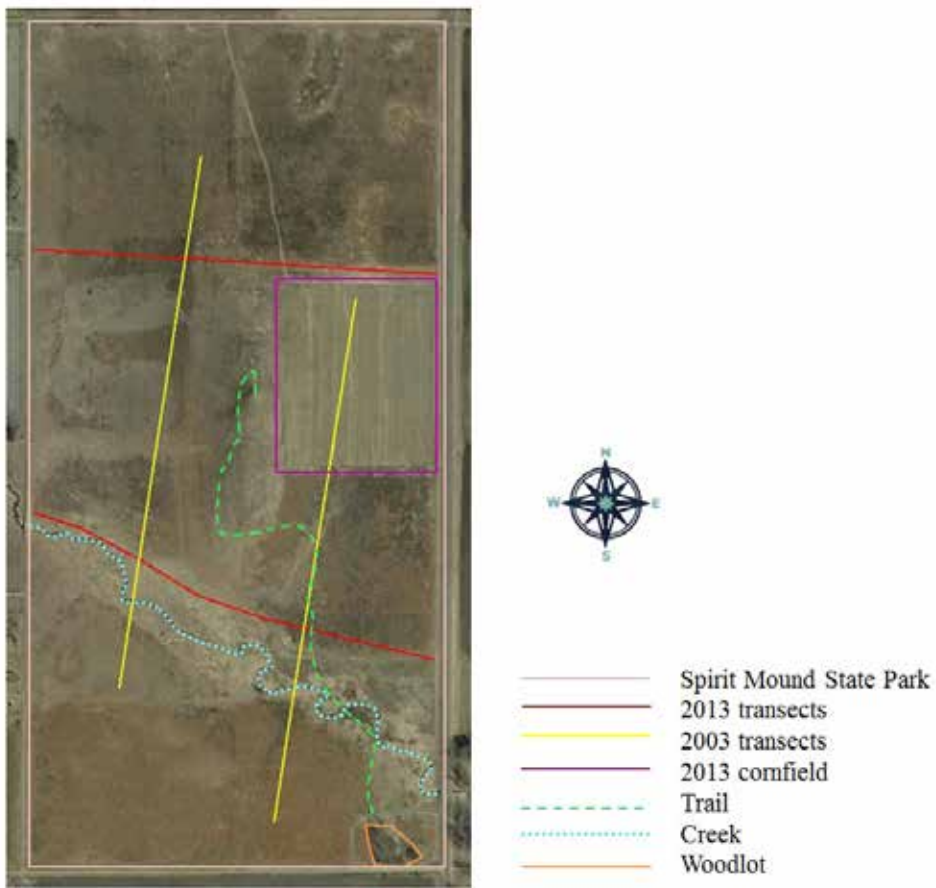 N
W E
S
Spirit Mound State Park
2013 transects
2003 transects
2013 cornfield
Trail
Creek
Woodlot